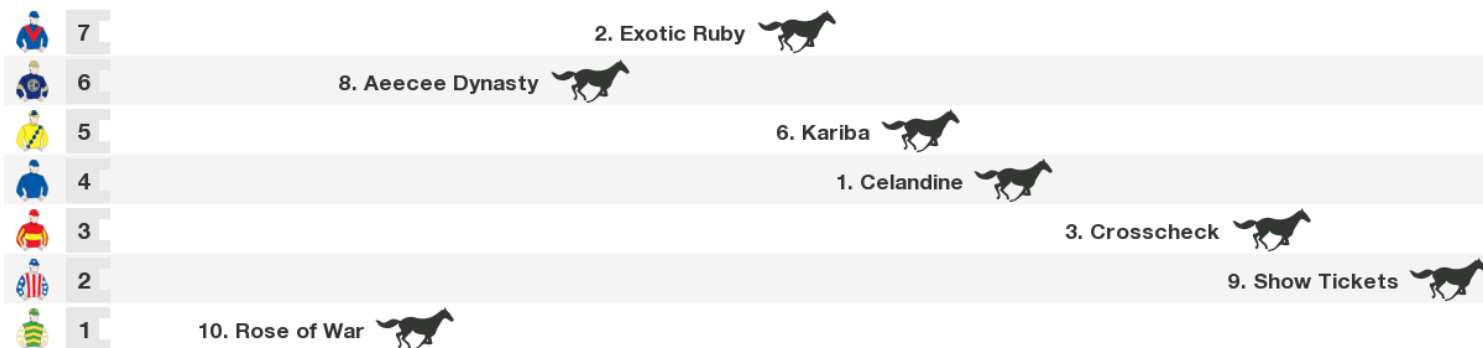 7 2. Exotic Ruby
6 8. Aeecee Dynasty
5 6. Kariba
4 1. Celandine
3 3. Crosscheck
2 9. Show Tickets
1 10. Rose of War